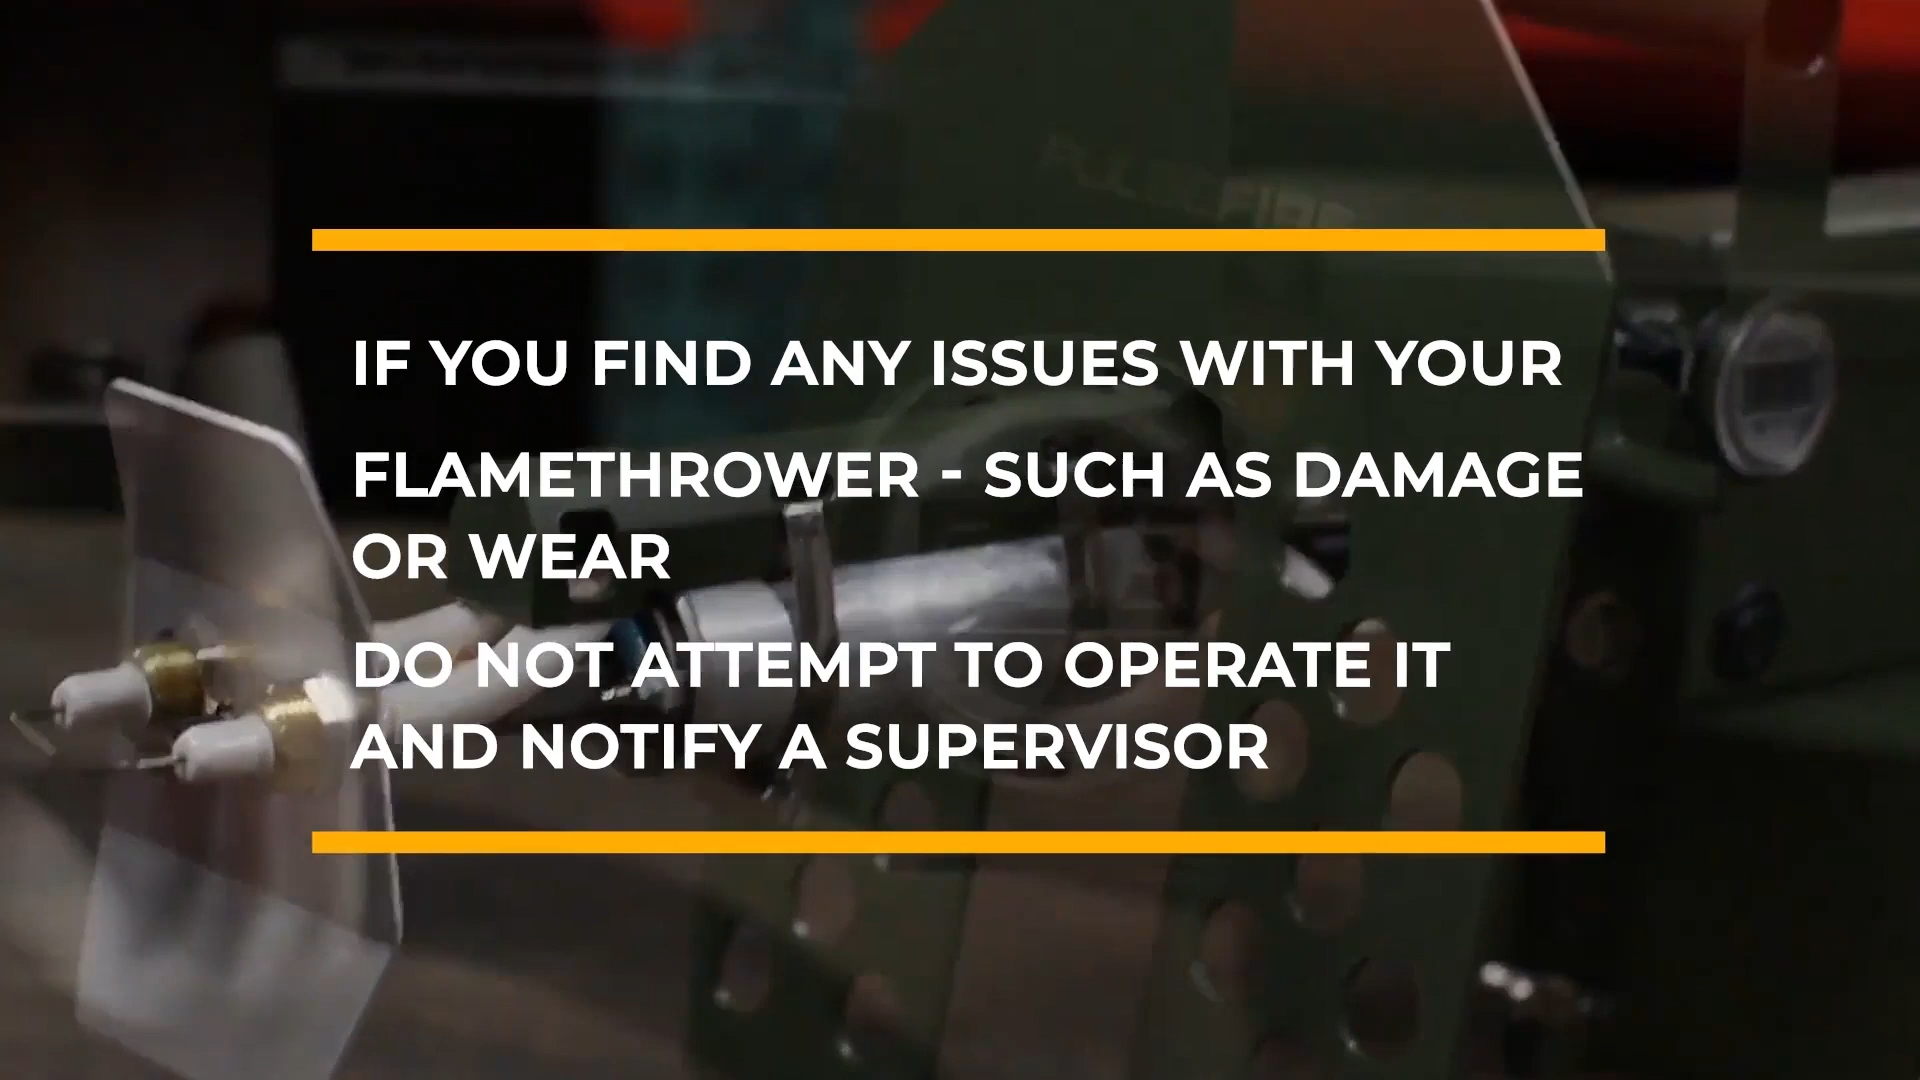 IF YOU FIND ANY ISSUES WITH YOUR
FLAMETHROWER - SUCH AS DAMAGE
OR WEAR
DO NOT ATTEMPT TO OPERATE IT
AND NOTIFY A SUPERVISOR